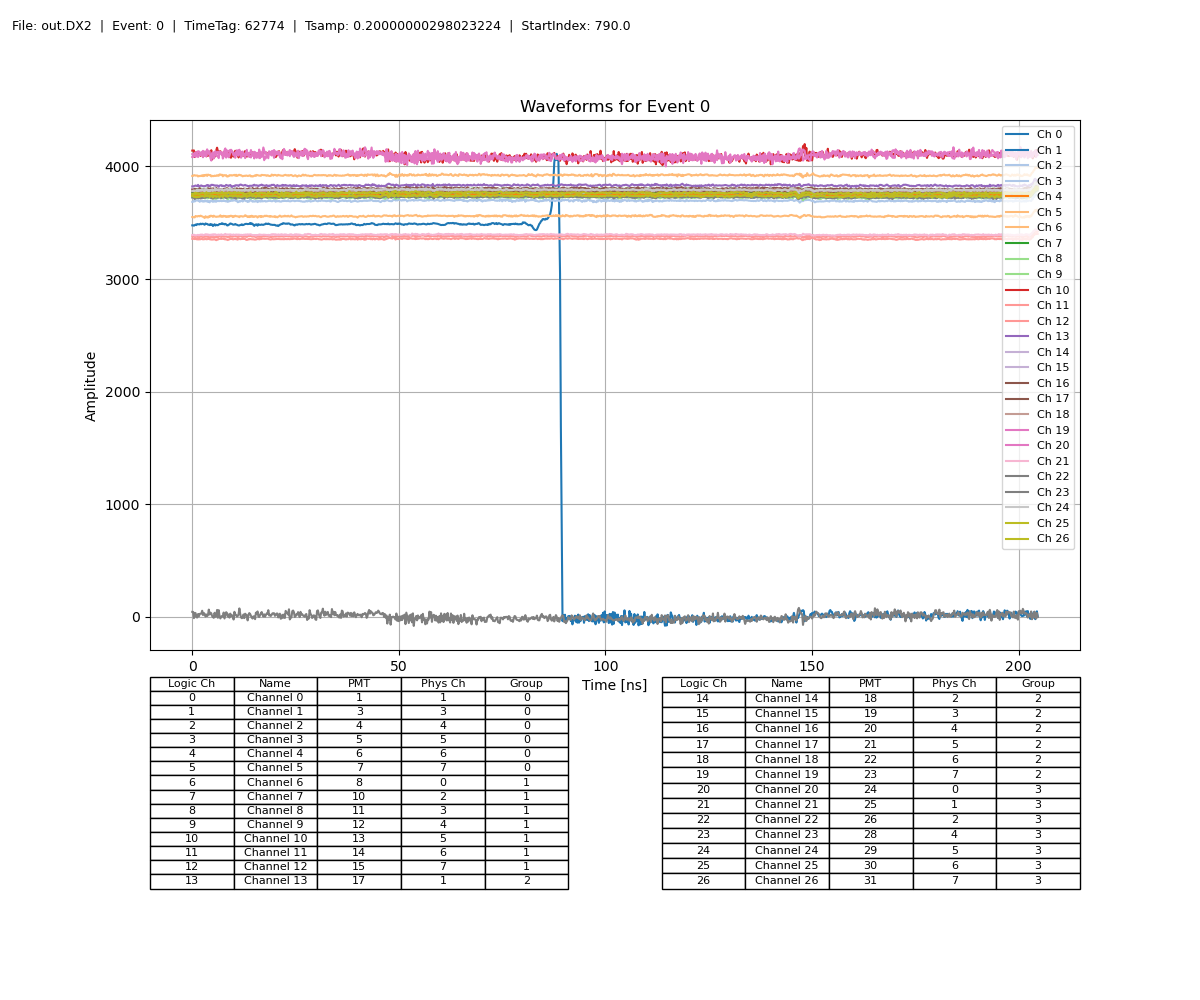 File: out.DX2 | Event: 0 | TimeTag: 62774 | Tsamp: 0.20000000298023224 | StartIndex: 790.0
Waveforms for Event 0
Amplitude
4000
3000
2000
1000
0
0 50 100 150 200
Time [ns]
Ch 0
Ch 1
Ch 2
Ch 3
Ch 4
Ch 5
Ch 6
Ch 7
Ch 8
Ch 9
Ch 10
Ch 11
Ch 12
Ch 13
Ch 14
Ch 15
Ch 16
Ch 17
Ch 18
Ch 19
Ch 20
Ch 21
Ch 22
Ch 23
Ch 24
Ch 25
Ch 26
Logic Ch Name PMT Phys Ch Group
0 Channel 0 1 1 0
1 Channel 1 3 3 0
2 Channel 2 4 4 0
3 Channel 3 5 5 0
4 Channel 4 6 6 0
5 Channel 5 7 7 0
6 Channel 6 8 0 1
7 Channel 7 10 2 1
8 Channel 8 11 3 1
9 Channel 9 12 4 1
10 Channel 10 13 5 1
11 Channel 11 14 6 1
12 Channel 12 15 7 1
13 Channel 13 17 1 2
Logic Ch Name PMT Phys Ch Group
14 Channel 14 18 2 2
15 Channel 15 19 3 2
16 Channel 16 20 4 2
17 Channel 17 21 5 2
18 Channel 18 22 6 2
19 Channel 19 23 7 2
20 Channel 20 24 0 3
21 Channel 21 25 1 3
22 Channel 22 26 2 3
23 Channel 23 28 4 3
24 Channel 24 29 5 3
25 Channel 25 30 6 3
26 Channel 26 31 7 3